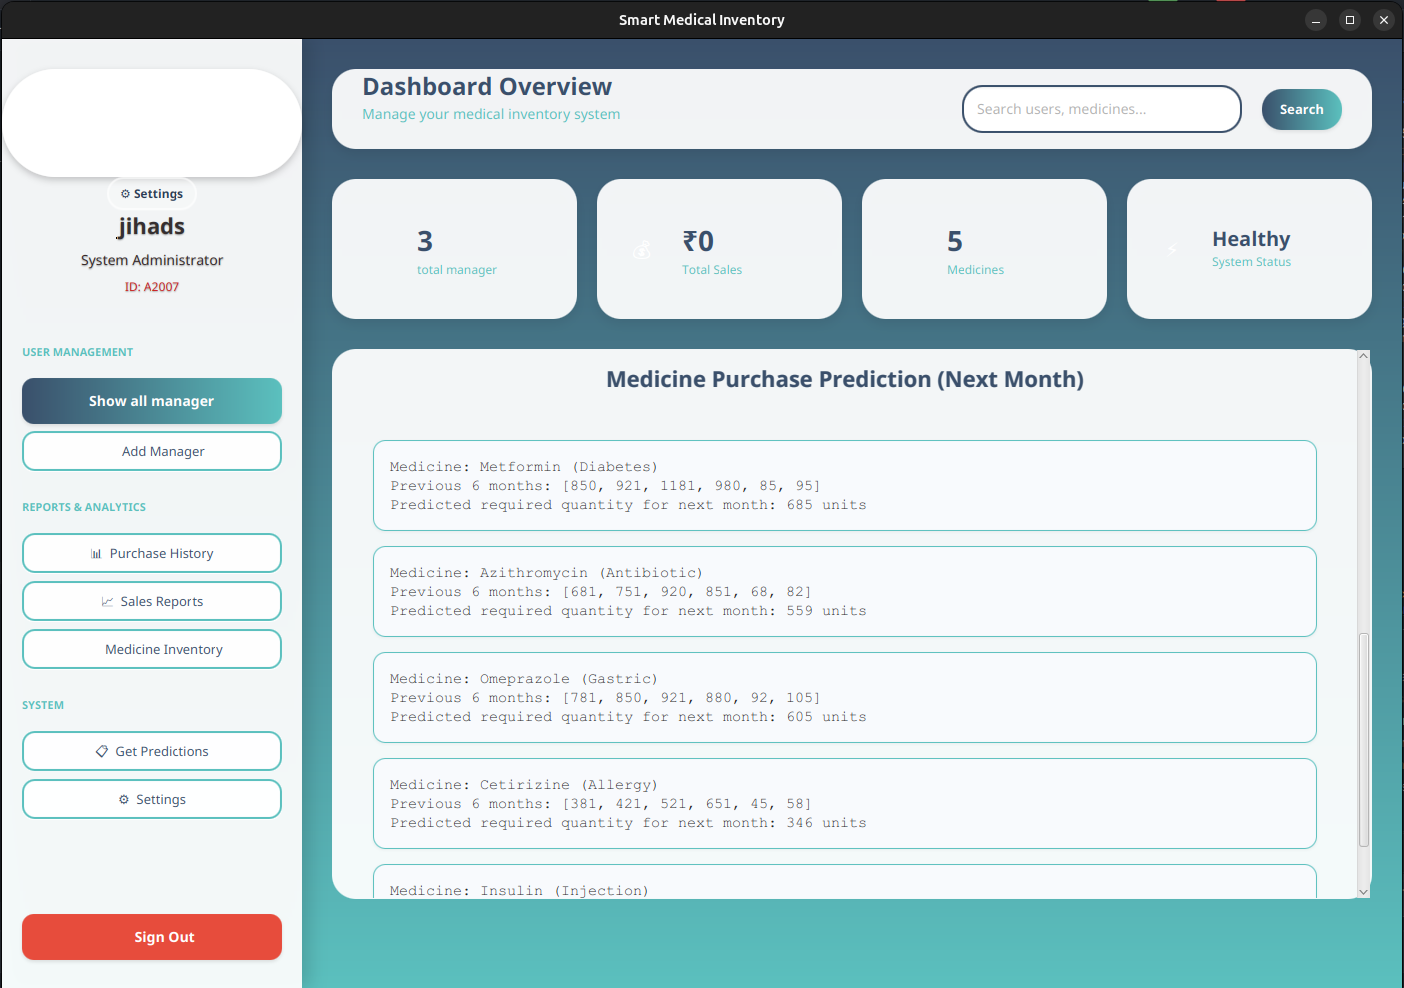 Smart Medical Inventory
⚙ Settings
jihads
System Administrator
ID: A2007
USER MANAGEMENT
Show all manager
Add Manager
REPORTS & ANALYTICS
Purchase History
Sales Reports
Medicine Inventory
SYSTEM
Get Predictions
⚙ Settings
Sign Out
Dashboard Overview
Manage your medical inventory system
Search users, medicines...
Search
3
total manager
₹0
Total Sales
5
Medicines
Healthy
System Status
Medicine Purchase Prediction (Next Month)
Medicine: Metformin (Diabetes)
Previous 6 months: [850, 921, 1181, 980, 85, 95]
Predicted required quantity for next month: 685 units
Medicine: Azithromycin (Antibiotic)
Previous 6 months: [681, 751, 920, 851, 68, 82]
Predicted required quantity for next month: 559 units
Medicine: Omeprazole (Gastric)
Previous 6 months: [781, 850, 921, 880, 92, 105]
Predicted required quantity for next month: 605 units
Medicine: Cetirizine (Allergy)
Previous 6 months: [381, 421, 521, 651, 45, 58]
Predicted required quantity for next month: 346 units
Medicine: Insulin (Injection)